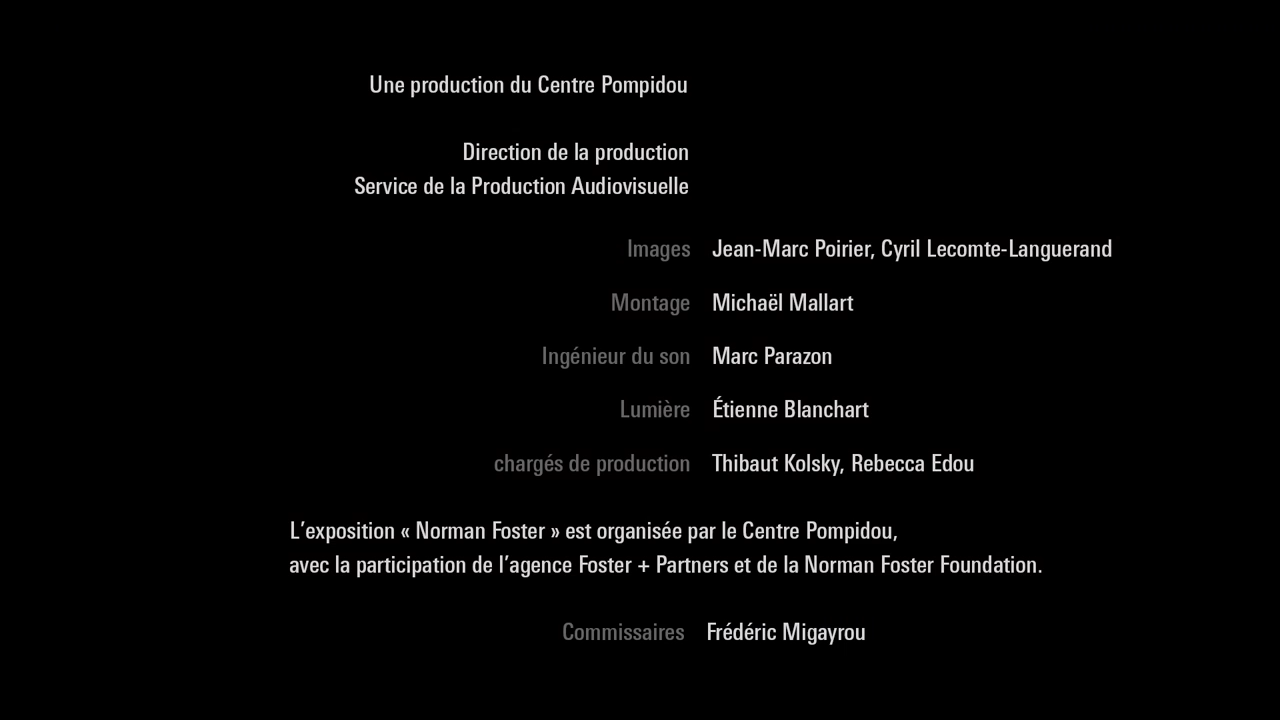 Une production du Centre Pompidou
Direction de la production
Service de la Production Audiovisuelle
Images Jean-Marc Poirier, Cyril Lecomte-Languerand
Montage Michaël Mallart
Ingénieur du son Marc Parazon
Lumière Étienne Blanchart
chargés de production Thibaut Kolsky, Rebecca Edou
L’exposition « Norman Foster » est organisée par le Centre Pompidou,
avec la participation de l’agence Foster + Partners et de la Norman Foster Foundation.
Commissaires Frédéric Migayrou